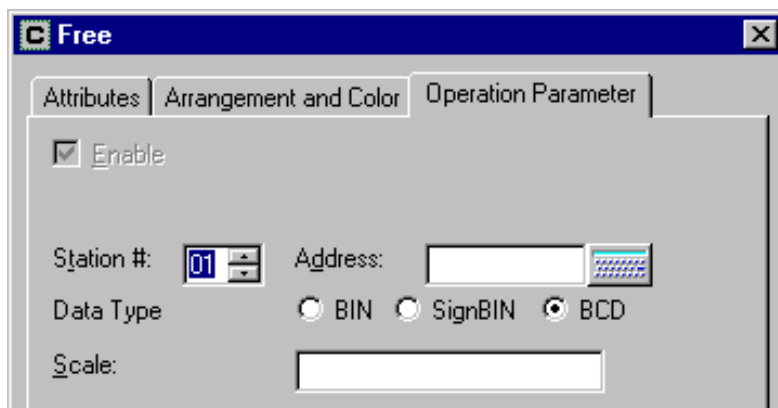 C Free
Attributes Arrangement and Color Operation Parameter
Enable
Station #: 01 Address:
Data Type BIN SignBIN BCD
Scale: